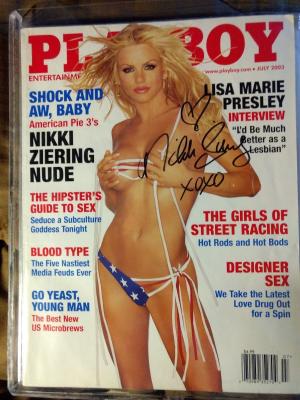 PLAYBOY
ENTERTAINME
www.playboy.com • JULY 2003
SHOCK AND
AW, BABY
American Pie 3's
NIKKI
ZIERING
NUDE
LISA MARIE
PRESLEY
INTERVIEW
"I'd Be Much
Better as a
Lesbian"
Nikki Ziering
xoxo
THE HIPSTER'S
GUIDE TO SEX
Seduce a Subculture
Goddess Tonight
BLOOD TYPE
The Five Nastiest
Media Feuds Ever
GO YEAST,
YOUNG MAN
The Best New
US Microbrews
THE GIRLS OF
STREET RACING
Hot Rods and Hot Bods
DESIGNER
SEX
We Take the Latest
Love Drug Out
for a Spin